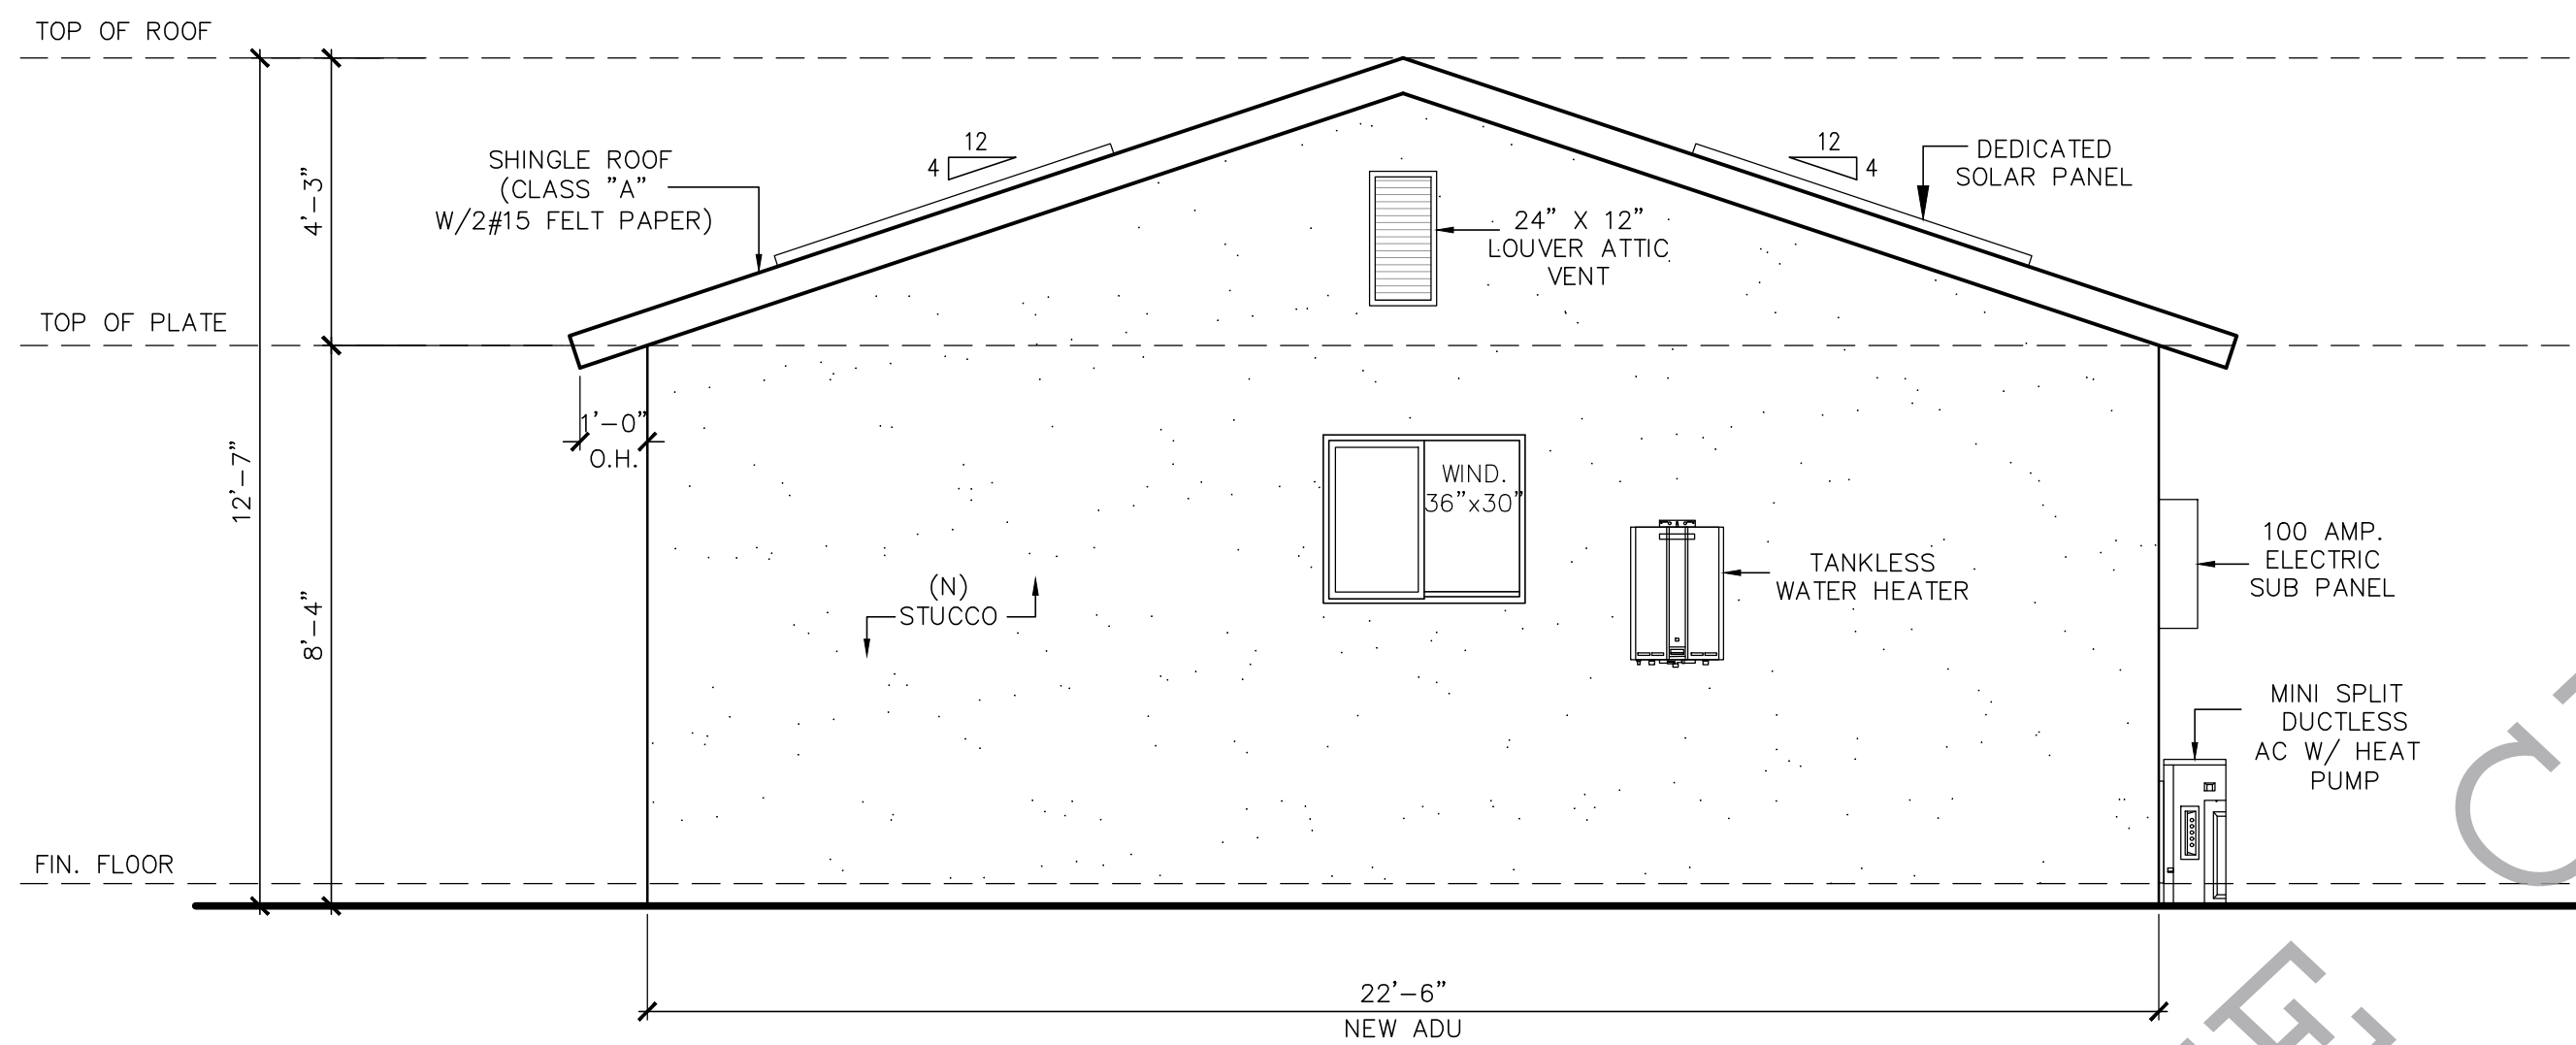 TOP OF ROOF
12
4
SHINGLE ROOF
(CLASS "A"
W/2#15 FELT PAPER)
12
4
DEDICATED
SOLAR PANEL
4'-3"
24" X 12"
LOUVER ATTIC
VENT
TOP OF PLATE
1'-0"
O.H.
12'-7"
WIND.
36"x30"
100 AMP.
ELECTRIC
SUB PANEL
TANKLESS
WATER HEATER
(N)
STUCCO
8'-4"
MINI SPLIT
DUCTLESS
AC W/ HEAT
PUMP
FIN. FLOOR
22'-6"
NEW ADU